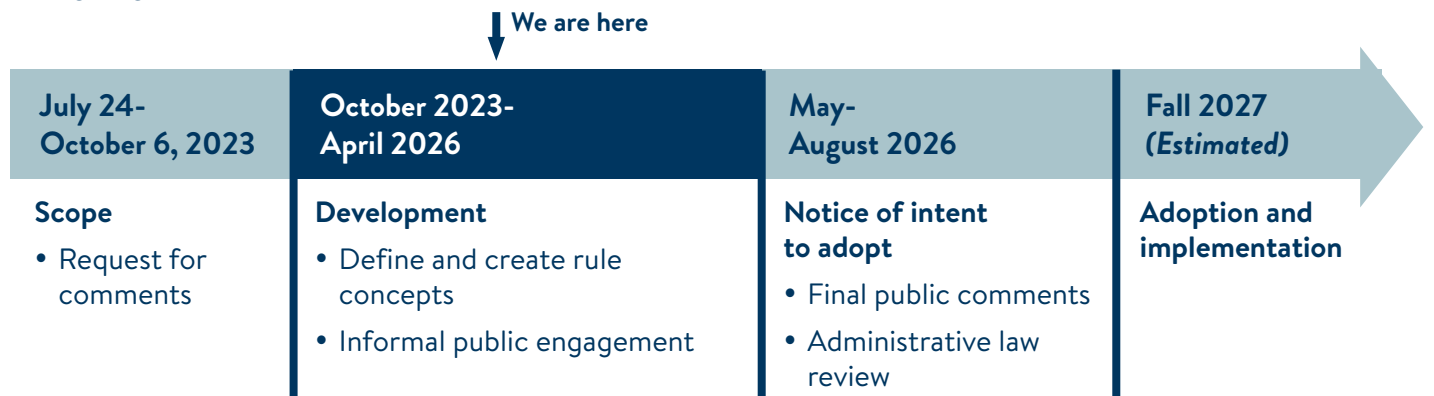 We are here
July 24-
October 6, 2023
October 2023-
April 2026
May-
August 2026
Fall 2027
(Estimated)
Scope
• Request for
comments
Development
• Define and create rule
concepts
• Informal public engagement
Notice of intent
to adopt
• Final public comments
• Administrative law
review
Adoption and
implementation